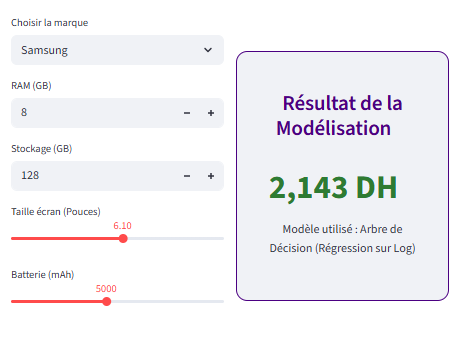 Choisir la marque
Samsung
RAM (GB)
8
Stockage (GB)
128
Taille écran (Pouces)
6.10
Batterie (mAh)
5000
Résultat de la
Modélisation
2,143 DH
Modèle utilisé : Arbre de
Décision (Régression sur Log)